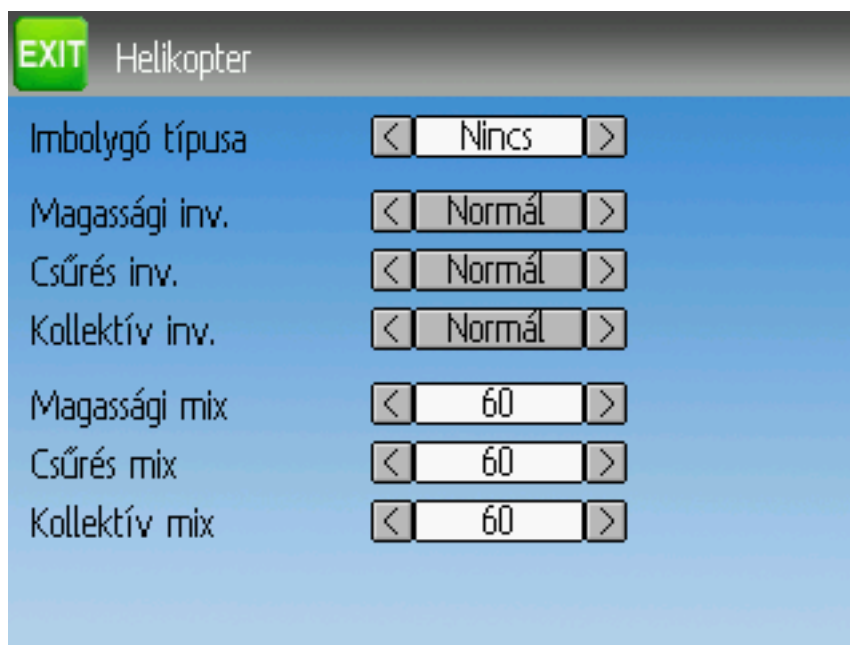 EXIT Helikopter
Imbolygó típusa < Nincs >
Magassági inv. < Normál >
Csűrés inv. < Normál >
Kollektív inv. < Normál >
Magassági mix < 60 >
Csűrés mix < 60 >
Kollektív mix < 60 >